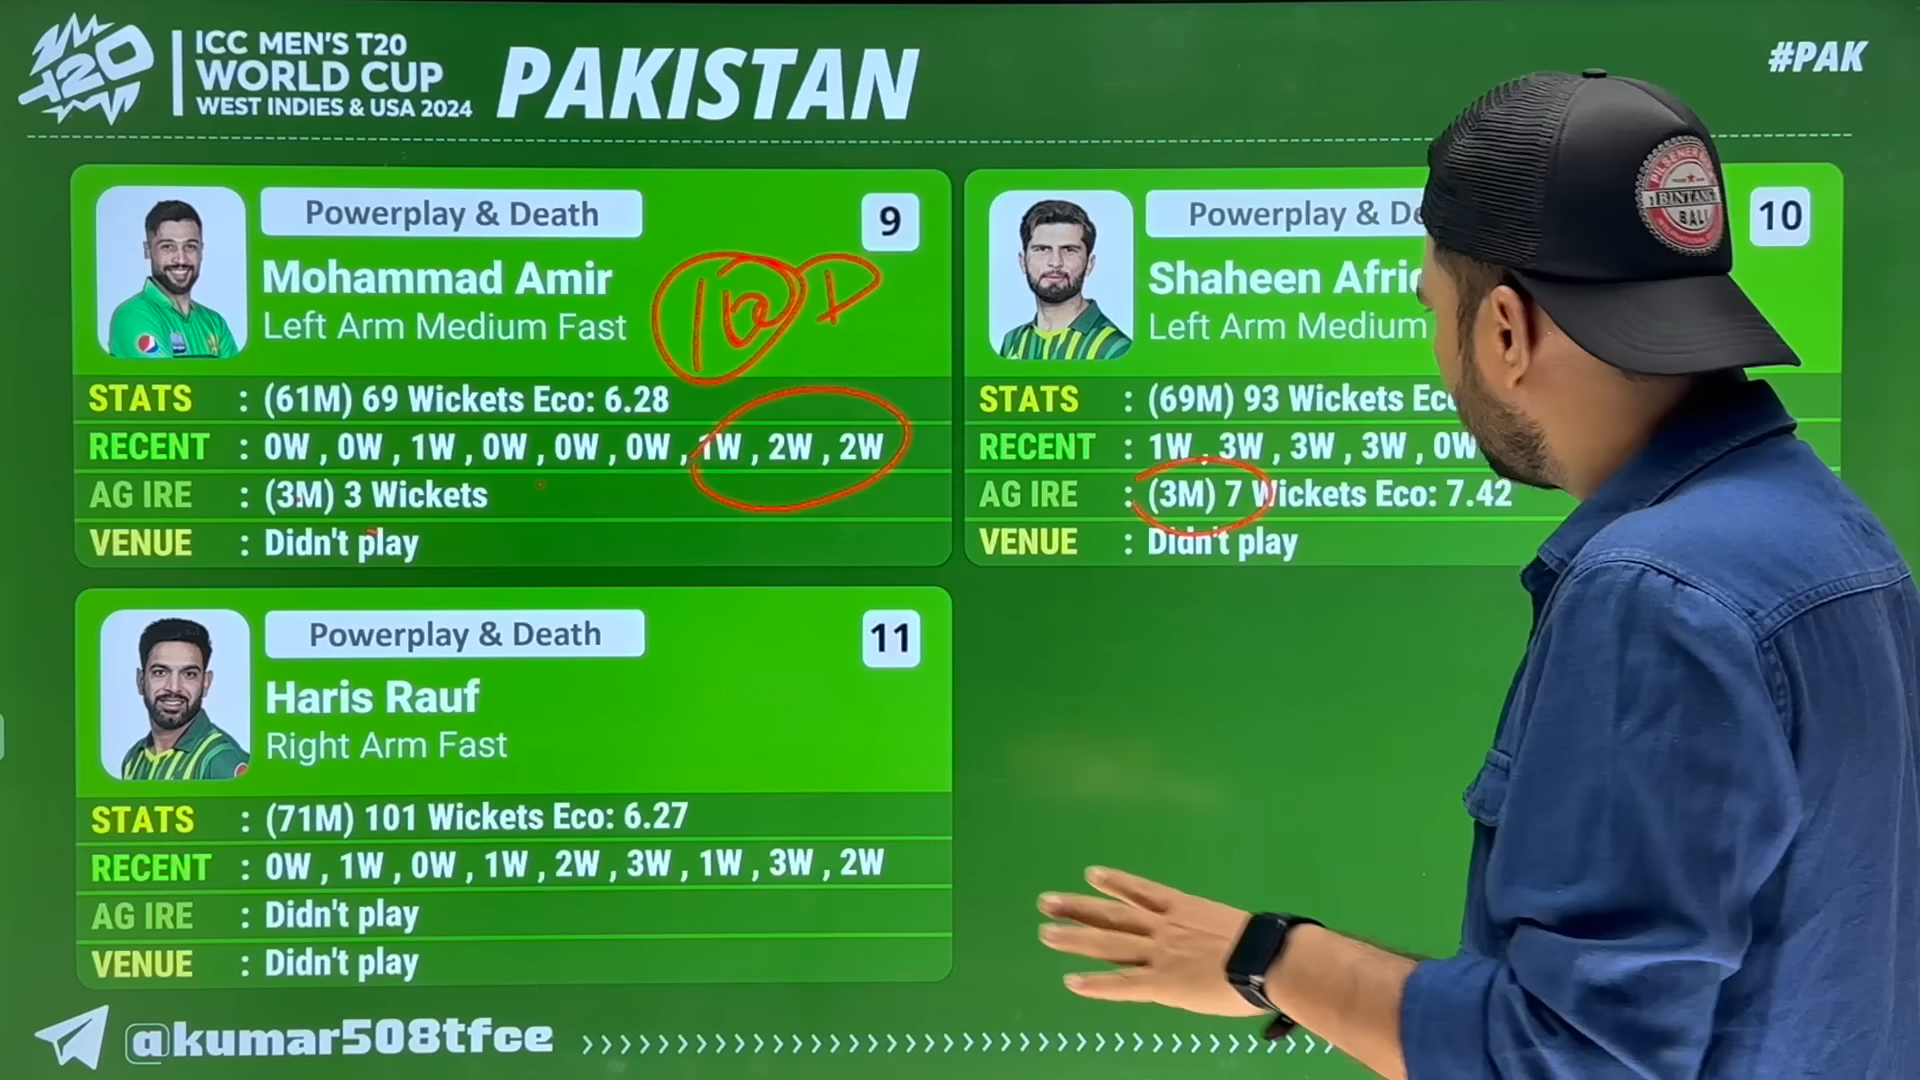 T20
ICC MEN'S T20
WORLD CUP
WEST INDIES & USA 2024
PAKISTAN
#PAK
Powerplay & Death
9
Mohammad Amir
Left Arm Medium Fast
STATS : (61M) 69 Wickets Eco: 6.28
RECENT : 0W , 0W , 1W , 0W , 0W , 0W , 1W , 2W , 2W
AG IRE : (3M) 3 Wickets
VENUE : Didn't play
Powerplay & De
10
Shaheen Afri
Left Arm Medium
STATS : (69M) 93 Wickets Ec
RECENT : 1W , 3W , 3W , 3W , 0W
AG IRE : (3M) 7 Wickets Eco: 7.42
VENUE : Didn't play
PILSENER
BINTANG
BALI
Powerplay & Death
11
Haris Rauf
Right Arm Fast
STATS : (71M) 101 Wickets Eco: 6.27
RECENT : 0W , 1W , 0W , 1W , 2W , 3W , 1W , 3W , 2W
AG IRE : Didn't play
VENUE : Didn't play
@kumar508tfce